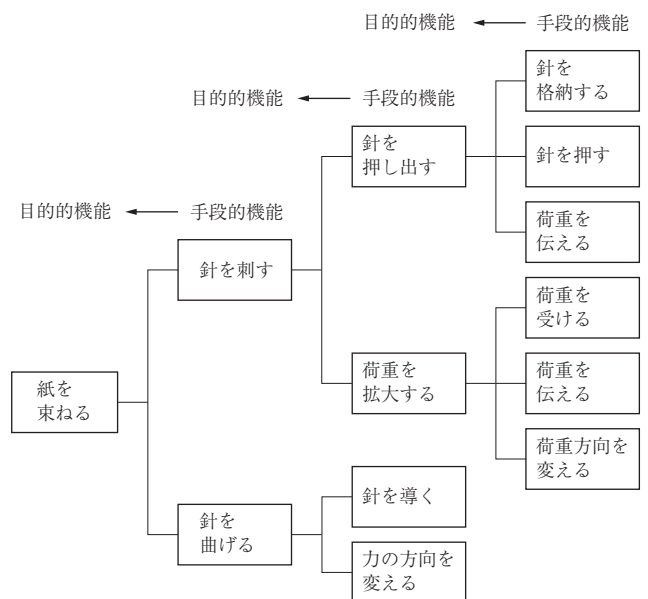 目的的機能 ← 手段的機能
針を
格納する
目的的機能 ← 手段的機能
針を
押し出す
針を押す
荷重を
伝える
目的的機能 ← 手段的機能
針を刺す
荷重を
受ける
荷重を
拡大する
荷重を
伝える
紙を
束ねる
荷重方向を
変える
針を導く
針を
曲げる
力の方向を
変える